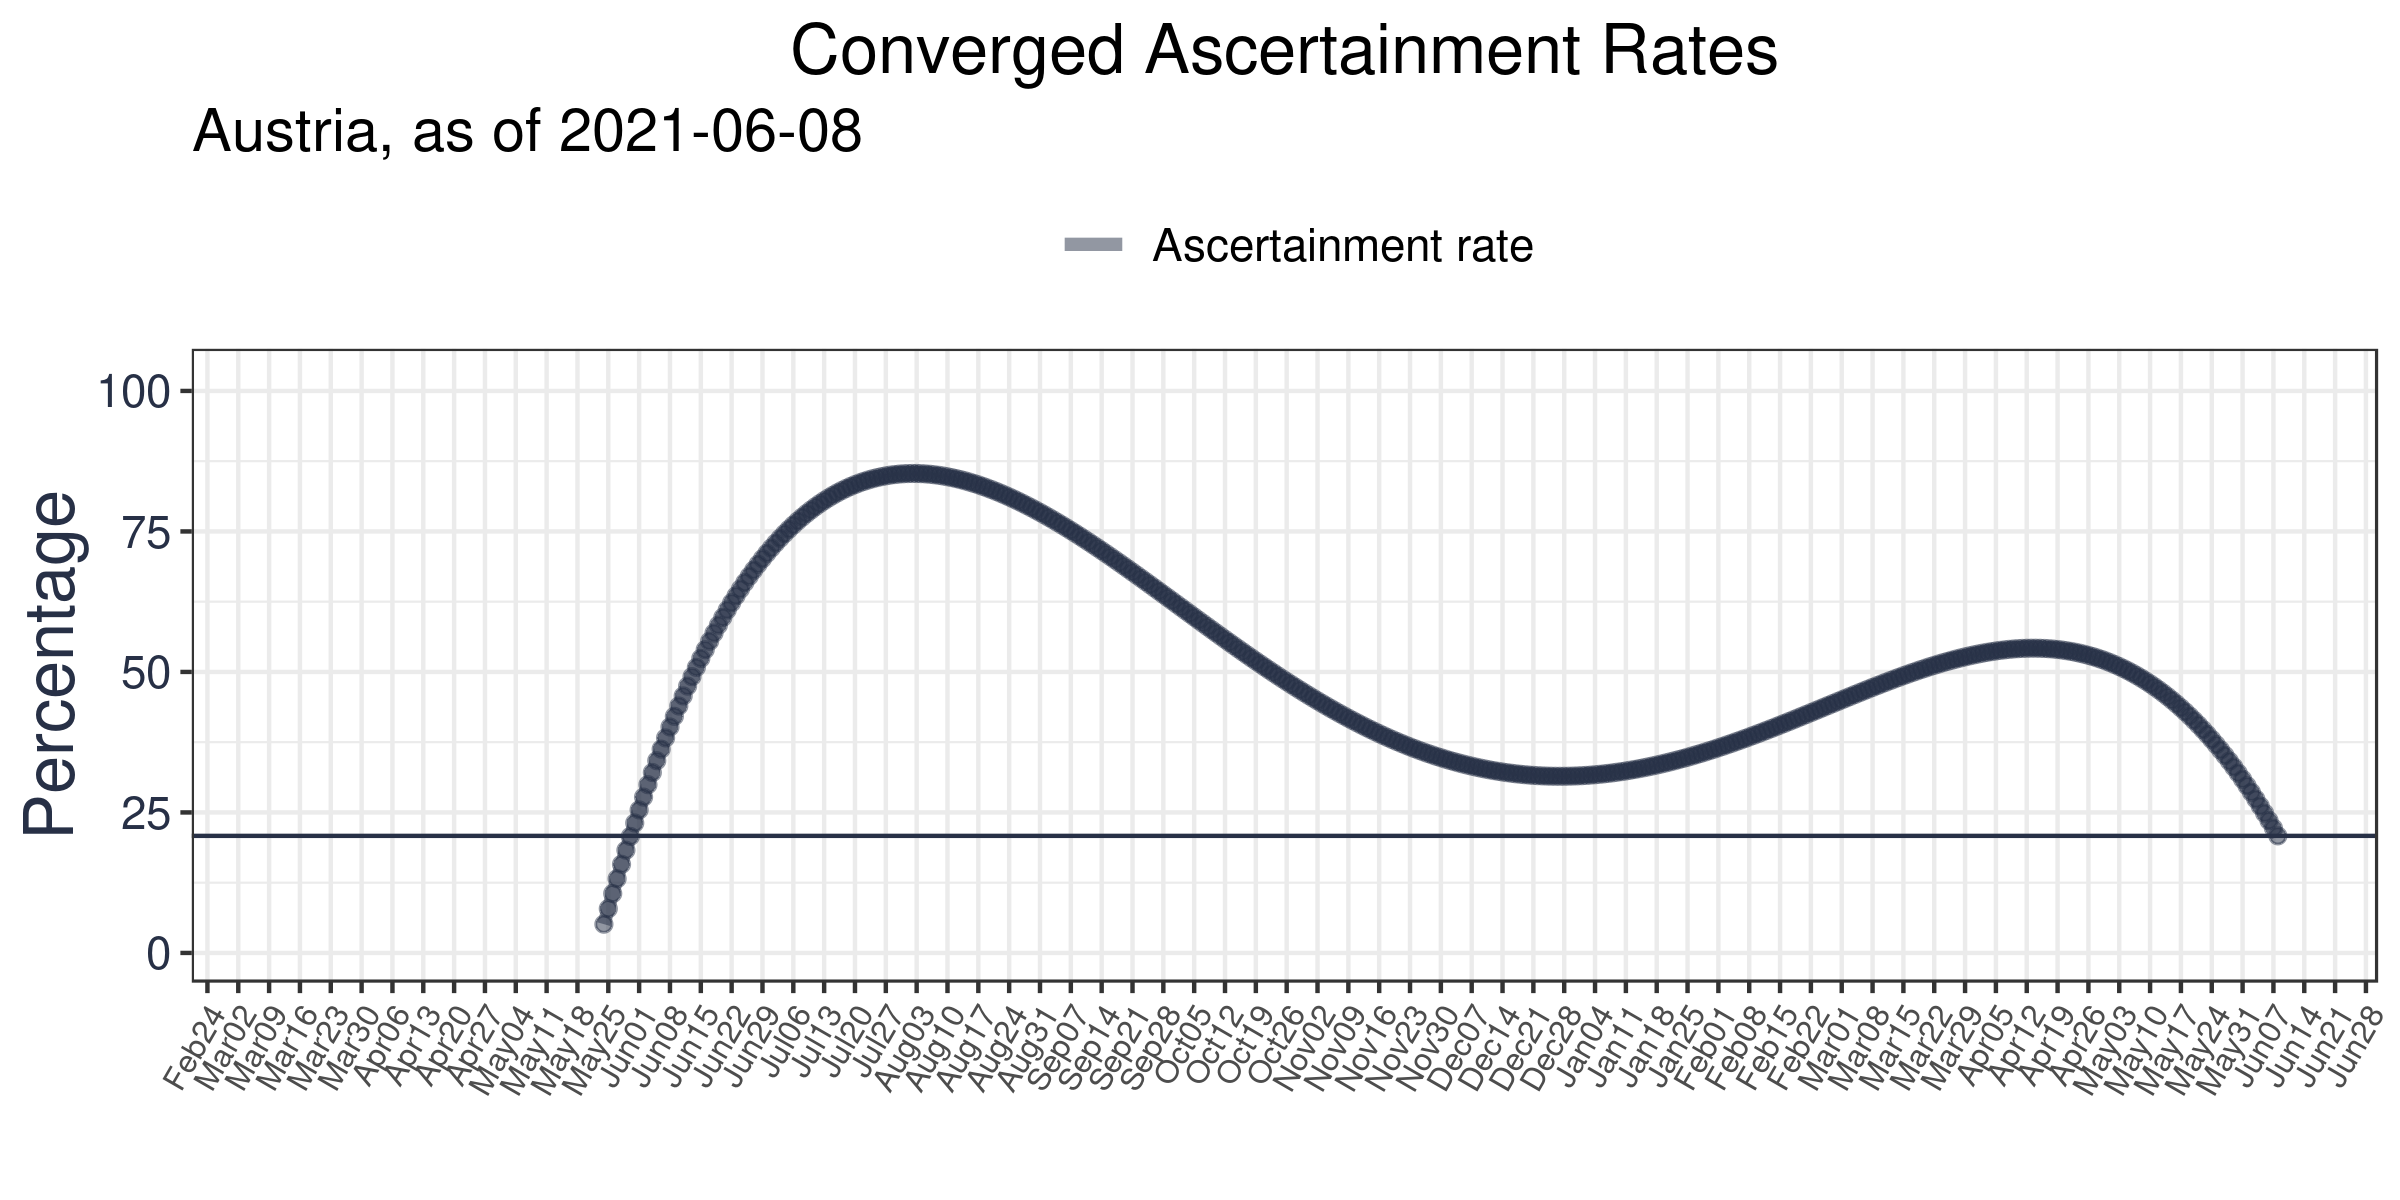 Converged Ascertainment Rates
Austria, as of 2021-06-08
Ascertainment rate
Percentage
100
75
50
25
0
Feb24
Mar02
Mar09
Mar16
Mar23
Mar30
Apr06
Apr13
Apr20
Apr27
May04
May11
May18
May25
Jun01
Jun08
Jun15
Jun22
Jun29
Jul06
Jul13
Jul20
Jul27
Aug03
Aug10
Aug17
Aug24
Aug31
Sep07
Sep14
Sep21
Sep28
Oct05
Oct12
Oct19
Oct26
Nov02
Nov09
Nov16
Nov23
Nov30
Dec07
Dec14
Dec21
Dec28
Jan04
Jan11
Jan18
Jan25
Feb01
Feb08
Feb15
Feb22
Mar01
Mar08
Mar15
Mar22
Mar29
Apr05
Apr12
Apr19
Apr26
May03
May10
May17
May24
May31
Jun07
Jun14
Jun21
Jun28